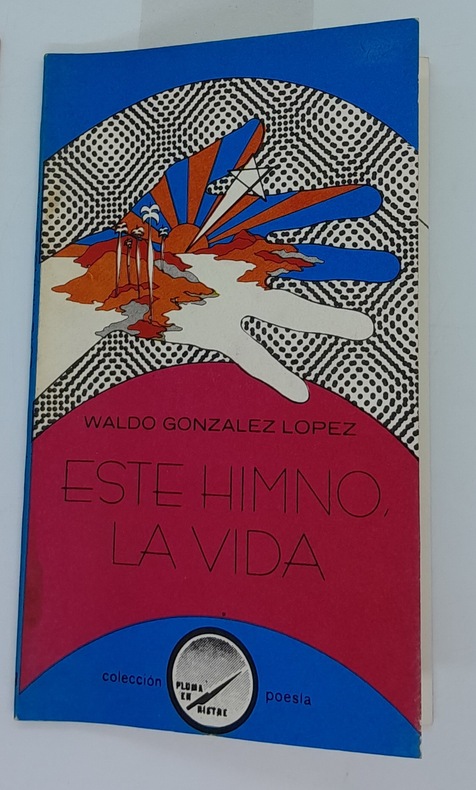 WALDO GONZALEZ LOPEZ
ESTE HIMNO,
LA VIDA
colección
PLUMA
EN
RISTRE
poesía